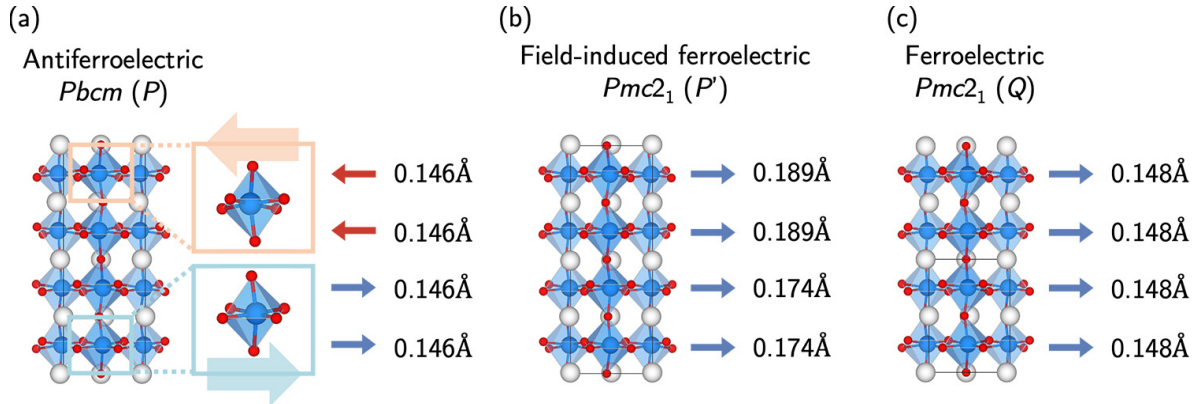 (a)
Antiferroelectric
Pbcm (P)
0.146Å
0.146Å
0.146Å
0.146Å
(b)
Field-induced ferroelectric
Pmc2₁ (P')
0.189Å
0.189Å
0.174Å
0.174Å
(c)
Ferroelectric
Pmc2₁ (Q)
0.148Å
0.148Å
0.148Å
0.148Å